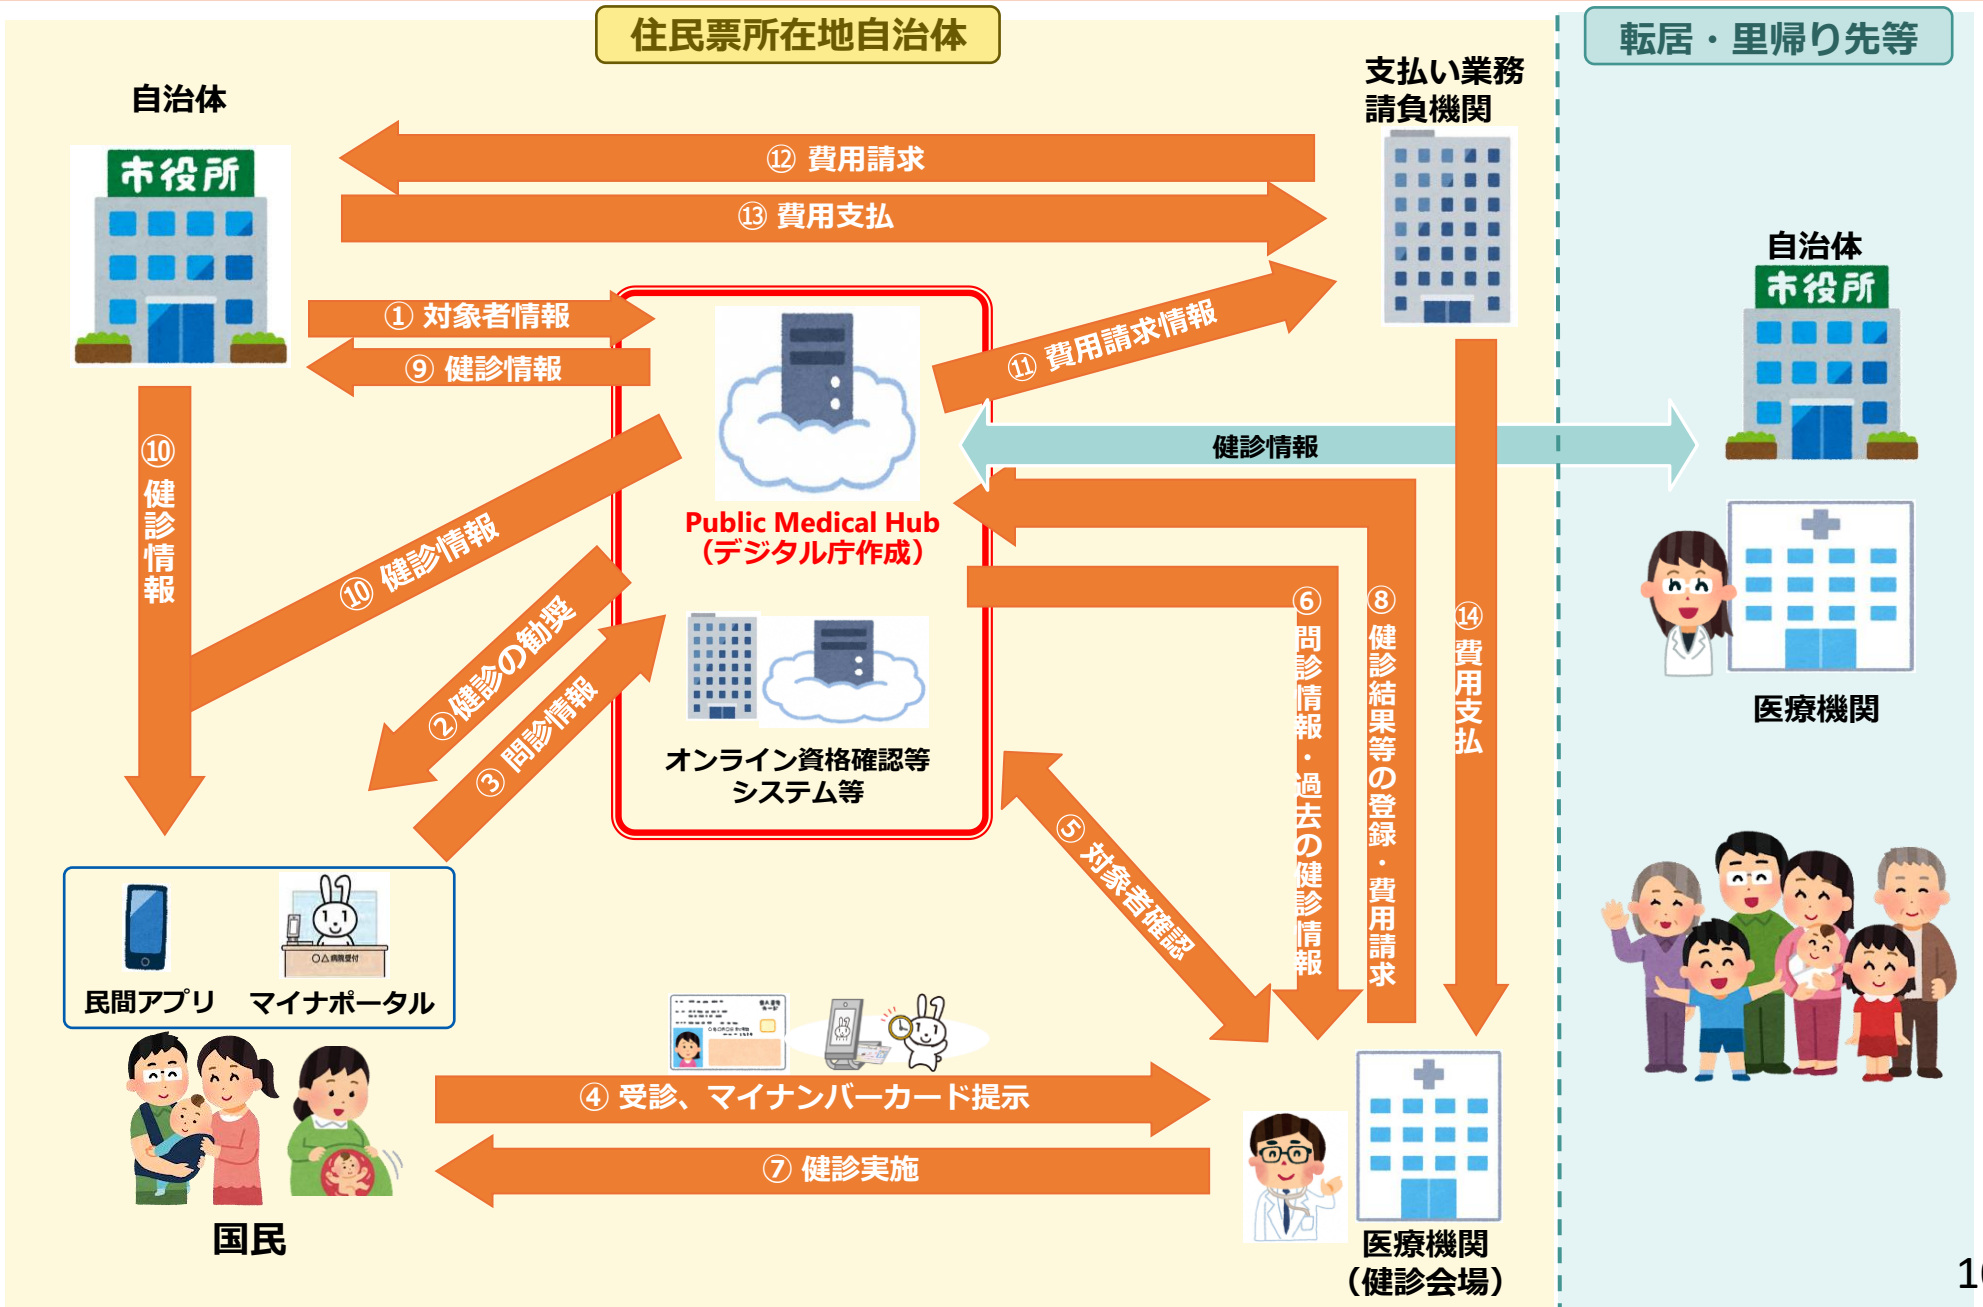 住民票所在地自治体
転居・里帰り先等
自治体
市役所
支払い業務
請負機関
⑫ 費用請求
⑬ 費用支払
① 対象者情報
⑨ 健診情報
⑪ 費用請求情報
健診情報
自治体
市役所
⑩ 健診情報
⑩ 健診情報
Public Medical Hub
(デジタル庁作成)
②健診の勧奨
③ 問診情報
オンライン資格確認等
システム等
⑥ 問診情報・過去の健診情報
⑧ 健診結果等の登録・費用請求
⑭ 費用支払
⑤ 対象者確認
医療機関
〇△病院受付
民間アプリ
マイナポータル
④ 受診、マイナンバーカード提示
⑦ 健診実施
国民
医療機関
(健診会場)